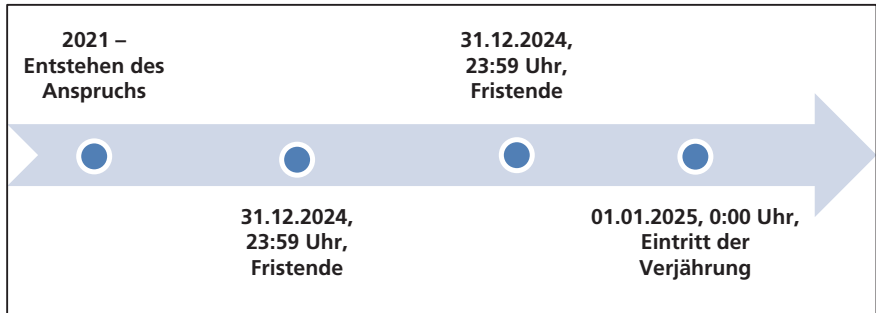 2021 –
Entstehen des
Anspruchs
31.12.2024,
23:59 Uhr,
Fristende
31.12.2024,
23:59 Uhr,
Fristende
01.01.2025, 0:00 Uhr,
Eintritt der
Verjährung